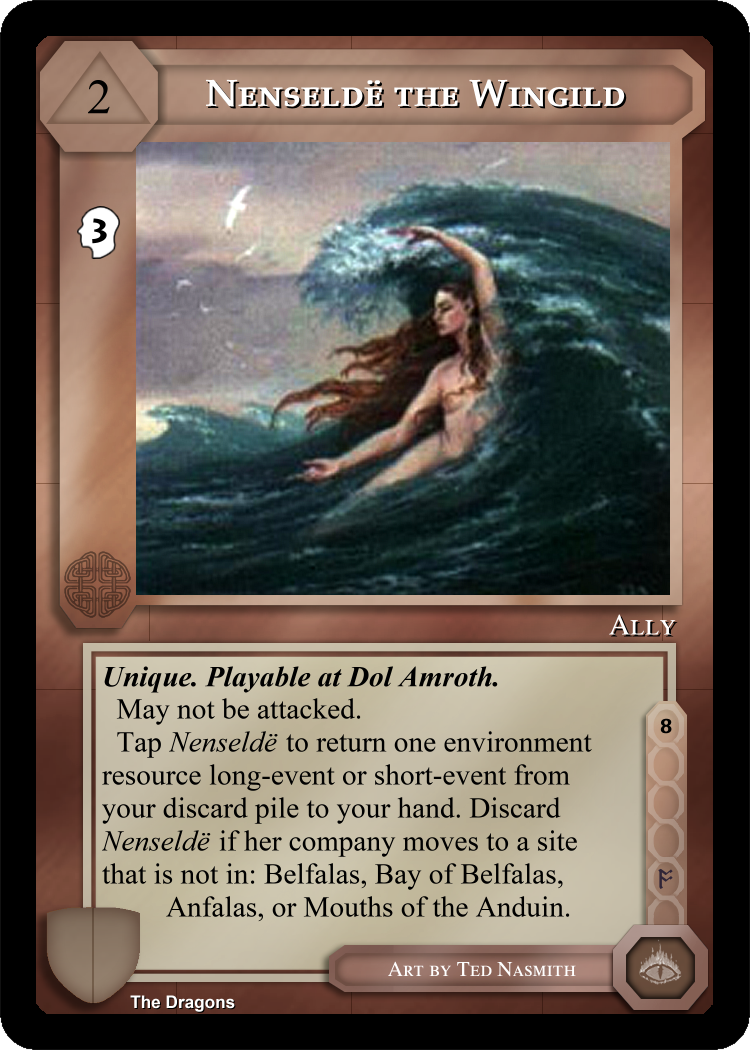 2
Nenseldë the Wingild
3
Ally
Unique. Playable at Dol Amroth.
May not be attacked.
Tap Nenseldë to return one environment
resource long-event or short-event from
your discard pile to your hand. Discard
Nenseldë if her company moves to a site
that is not in: Belfalas, Bay of Belfalas,
Anfalas, or Mouths of the Anduin.
8
Art by Ted Nasmith
The Dragons